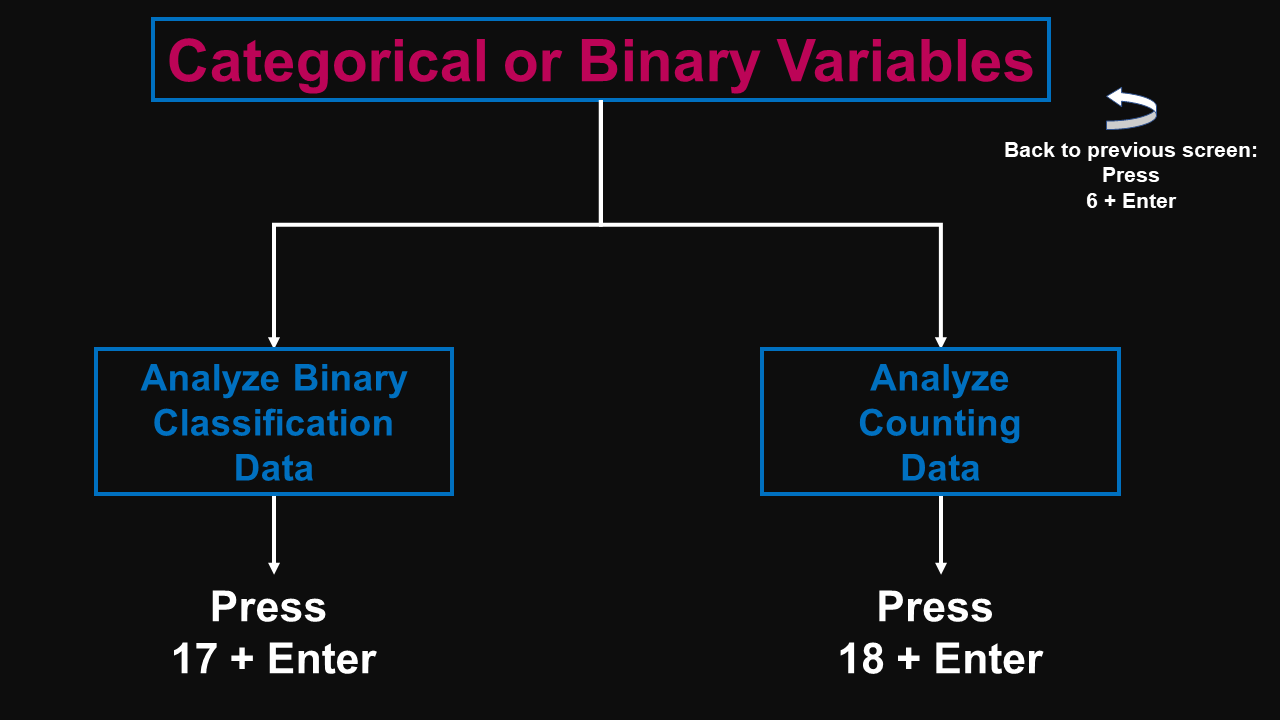 Categorical or Binary Variables
Back to previous screen:
Press
6 + Enter
Analyze Binary
Classification
Data
Analyze
Counting
Data
Press
17 + Enter
Press
18 + Enter